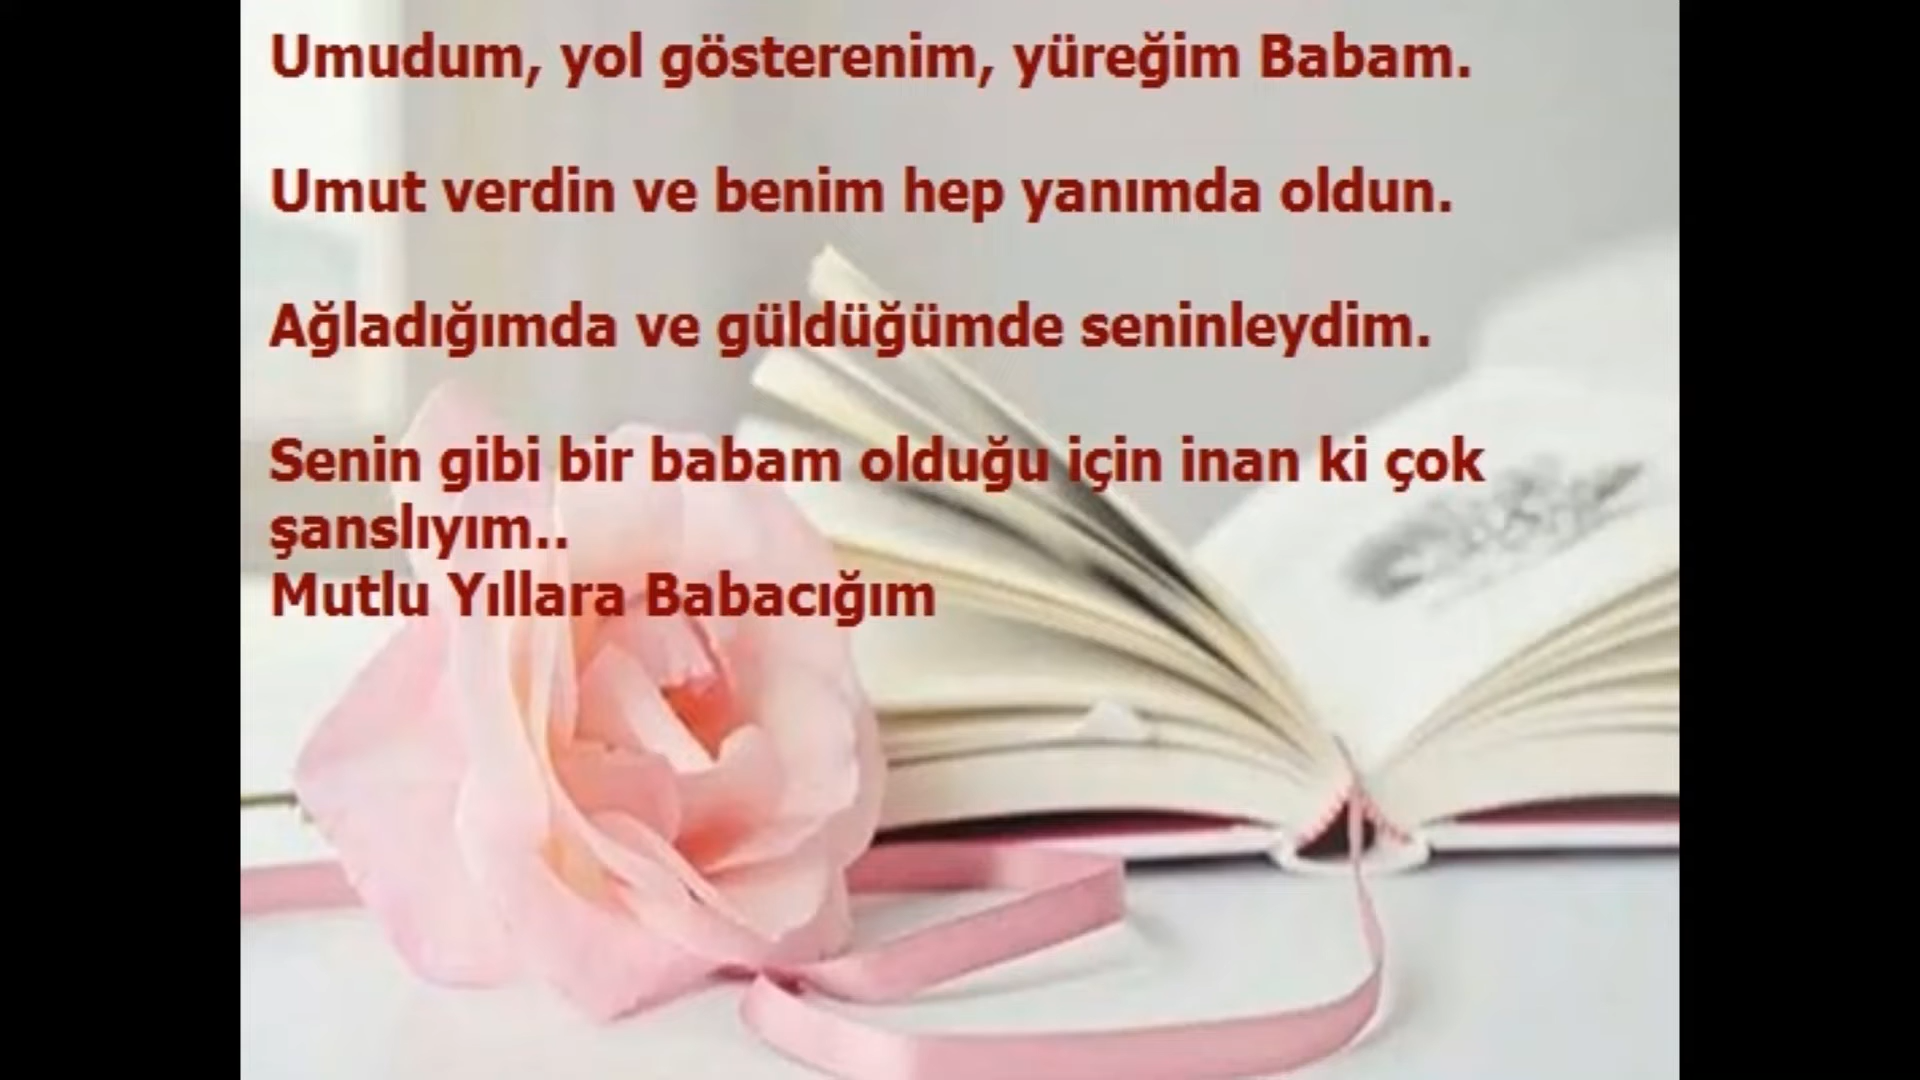 Umudum, yol gösterenim, yüreğim Babam.
Umut verdin ve benim hep yanımda oldun.
Ağladığımda ve güldüğümde seninleydim.
Senin gibi bir babam olduğu için inan ki çok
şanslıyım..
Mutlu Yıllara Babacığım